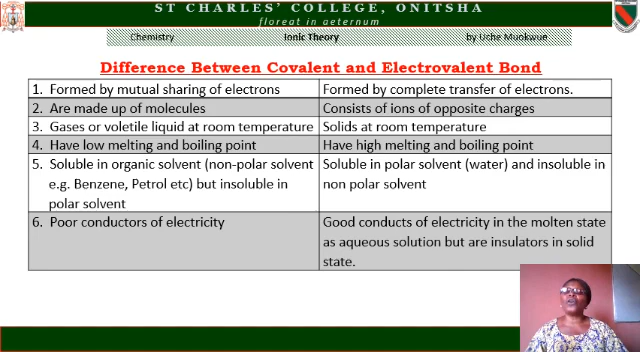 ST CHARLES' COLLEGE, ONITSHA
floreat in aeternum
Chemistry Ionic Theory by Uche Muokwue
Difference Between Covalent and Electrovalent Bond
1. Formed by mutual sharing of electrons Formed by complete transfer of electrons.
2. Are made up of molecules Consists of ions of opposite charges
3. Gases or voletile liquid at room temperature Solids at room temperature
4. Have low melting and boiling point Have high melting and boiling point
5. Soluble in organic solvent (non-polar solvent Soluble in polar solvent (water) and insoluble in
e.g. Benzene, Petrol etc) but insoluble in non polar solvent
polar solvent
6. Poor conductors of electricity Good conducts of electricity in the molten state
as aqueous solution but are insulators in solid
state.